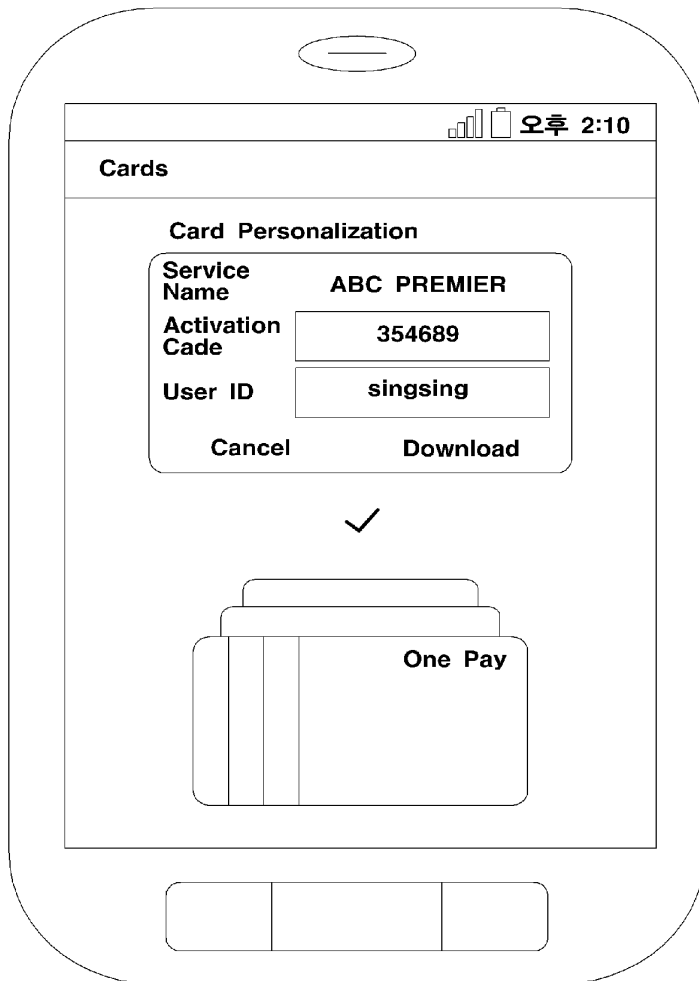 오후 2:10
Cards
Card Personalization
Service
Name
ABC PREMIER
Activation
Cade
354689
User ID
singsing
Cancel
Download
One Pay